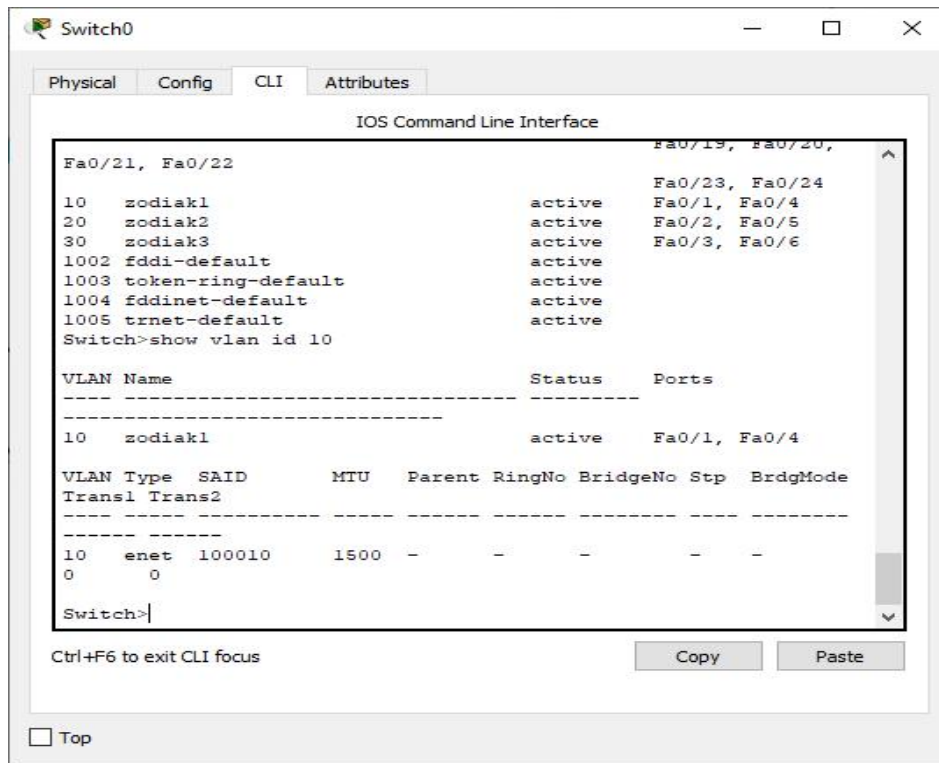 Switch0
Physical Config CLI Attributes
IOS Command Line Interface
Fa0/19, Fa0/20,
Fa0/21, Fa0/22
Fa0/23, Fa0/24
10 zodiak1 active Fa0/1, Fa0/4
20 zodiak2 active Fa0/2, Fa0/5
30 zodiak3 active Fa0/3, Fa0/6
1002 fddi-default active
1003 token-ring-default active
1004 fddinet-default active
1005 trnet-default active
Switch>show vlan id 10
VLAN Name Status Ports
---- -------------------------------- ---------
-------------------------------
10 zodiak1 active Fa0/1, Fa0/4
VLAN Type SAID MTU Parent RingNo BridgeNo Stp BrdgMode
Trans1 Trans2
---- ----- ---------- ----- ------ ------ -------- ---- --------
------ ------
10 enet 100010 1500 - - - - -
0 0
Switch>
Ctrl+F6 to exit CLI focus
Copy Paste
Top